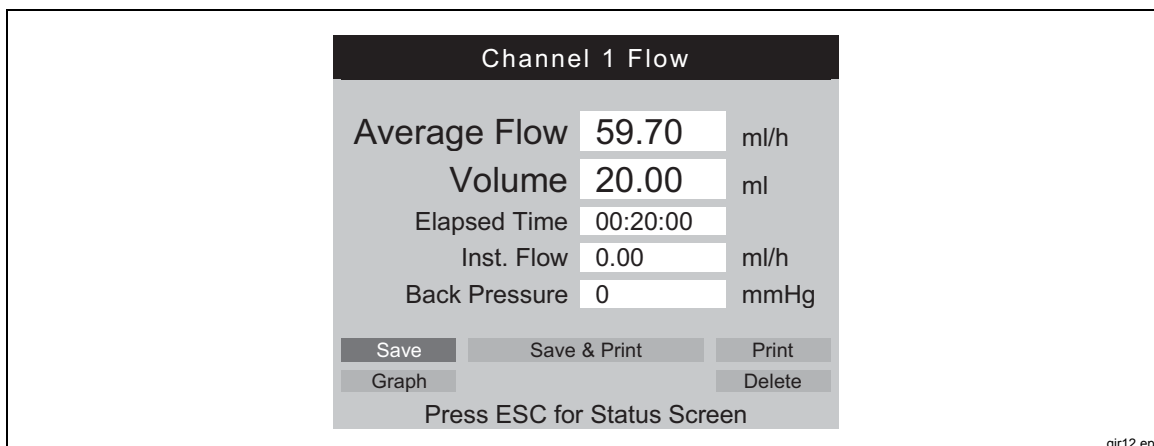 Channel 1 Flow
Average Flow 59.70 ml/h
Volume 20.00 ml
Elapsed Time 00:20:00
Inst. Flow 0.00 ml/h
Back Pressure 0 mmHg
Save Save & Print Print
Graph Delete
Press ESC for Status Screen